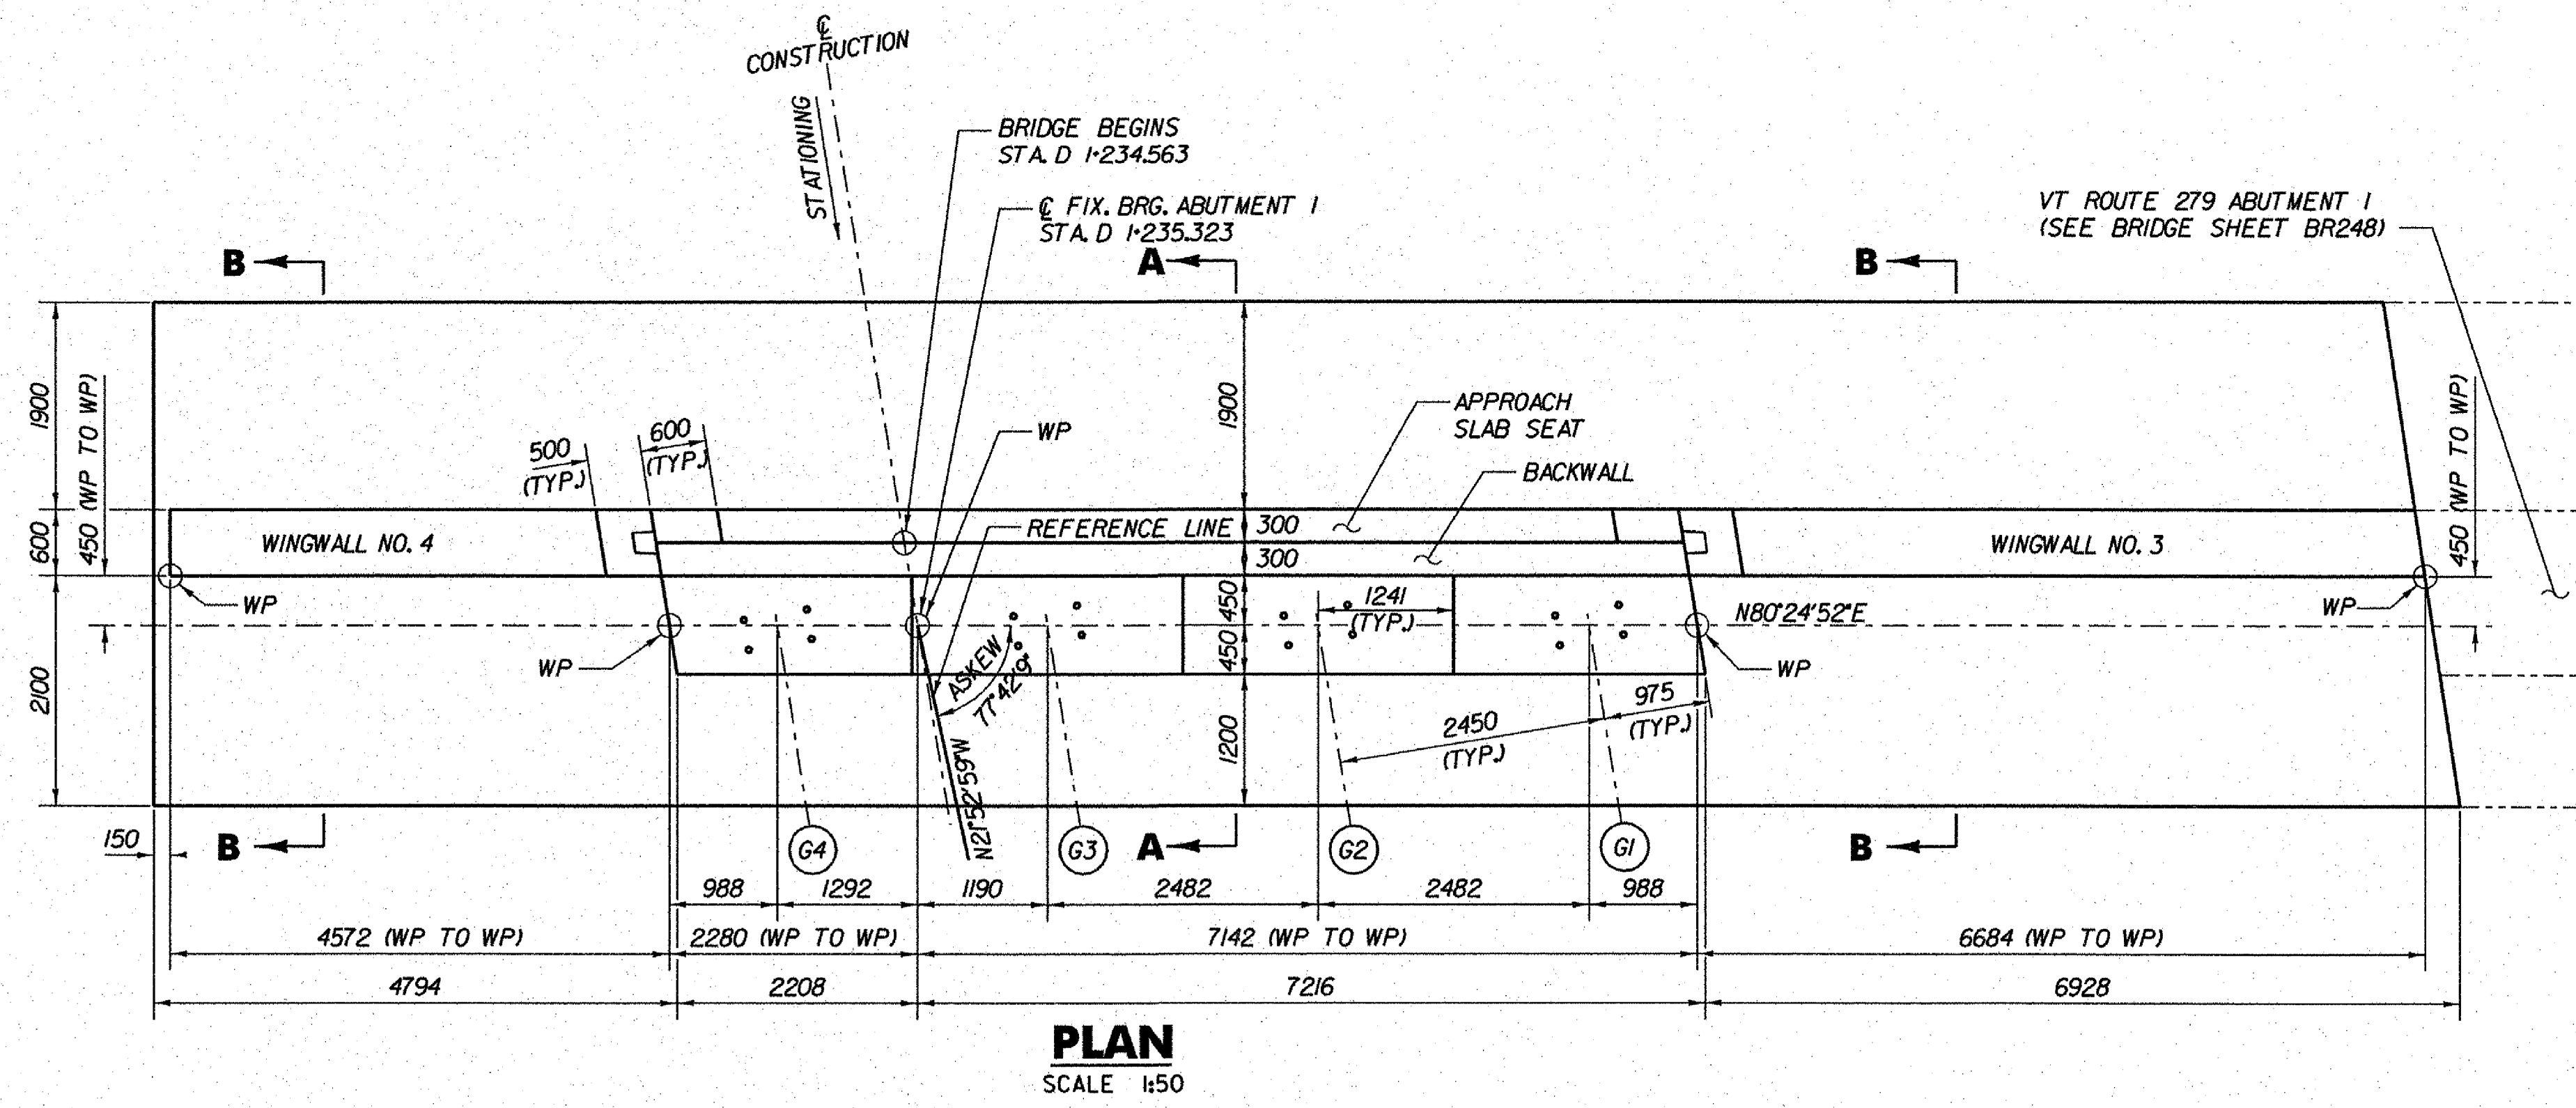 ℄
CONSTRUCTION
STATIONING
BRIDGE BEGINS
STA. D 1+234.563
℄ FIX. BRG. ABUTMENT 1
STA. D 1+235.323
VT ROUTE 279 ABUTMENT 1
(SEE BRIDGE SHEET BR248)
B
A
B
1900
450 (WP TO WP)
600
2100
500
(TYP.)
600
(TYP.)
WP
1900
APPROACH
SLAB SEAT
BACKWALL
450 (WP TO WP)
WINGWALL NO. 4
REFERENCE LINE
300
300
WINGWALL NO. 3
WP
WP
450
450
1241
(TYP.)
N80°24'52"E
WP
WP
ASKEW
77°42'9"
N21°52'59"W
1200
2450
(TYP.)
975
(TYP.)
150
B
G4
G3
A
G2
G1
B
988
1292
1190
2482
2482
988
4572 (WP TO WP)
2280 (WP TO WP)
7142 (WP TO WP)
6684 (WP TO WP)
4794
2208
7216
6928
PLAN
SCALE 1:50